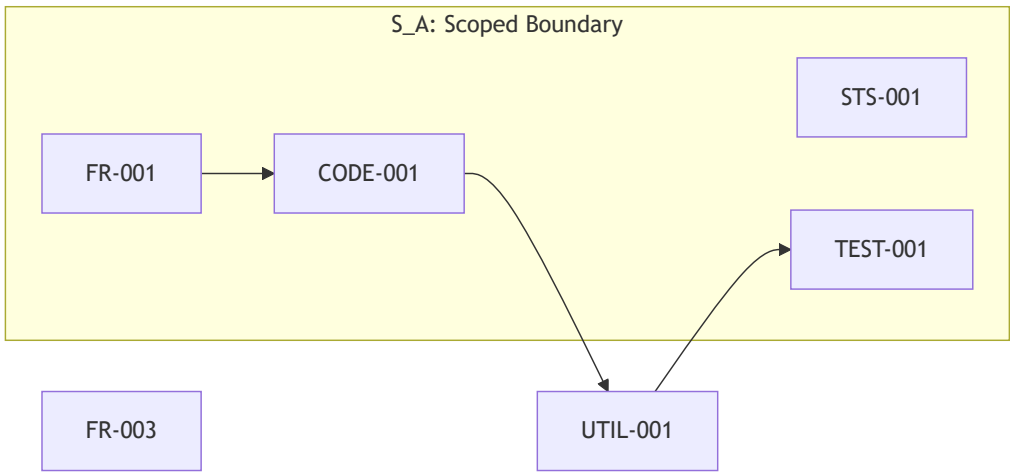 S_A: Scoped Boundary
STS-001
FR-001
CODE-001
TEST-001
FR-003
UTIL-001